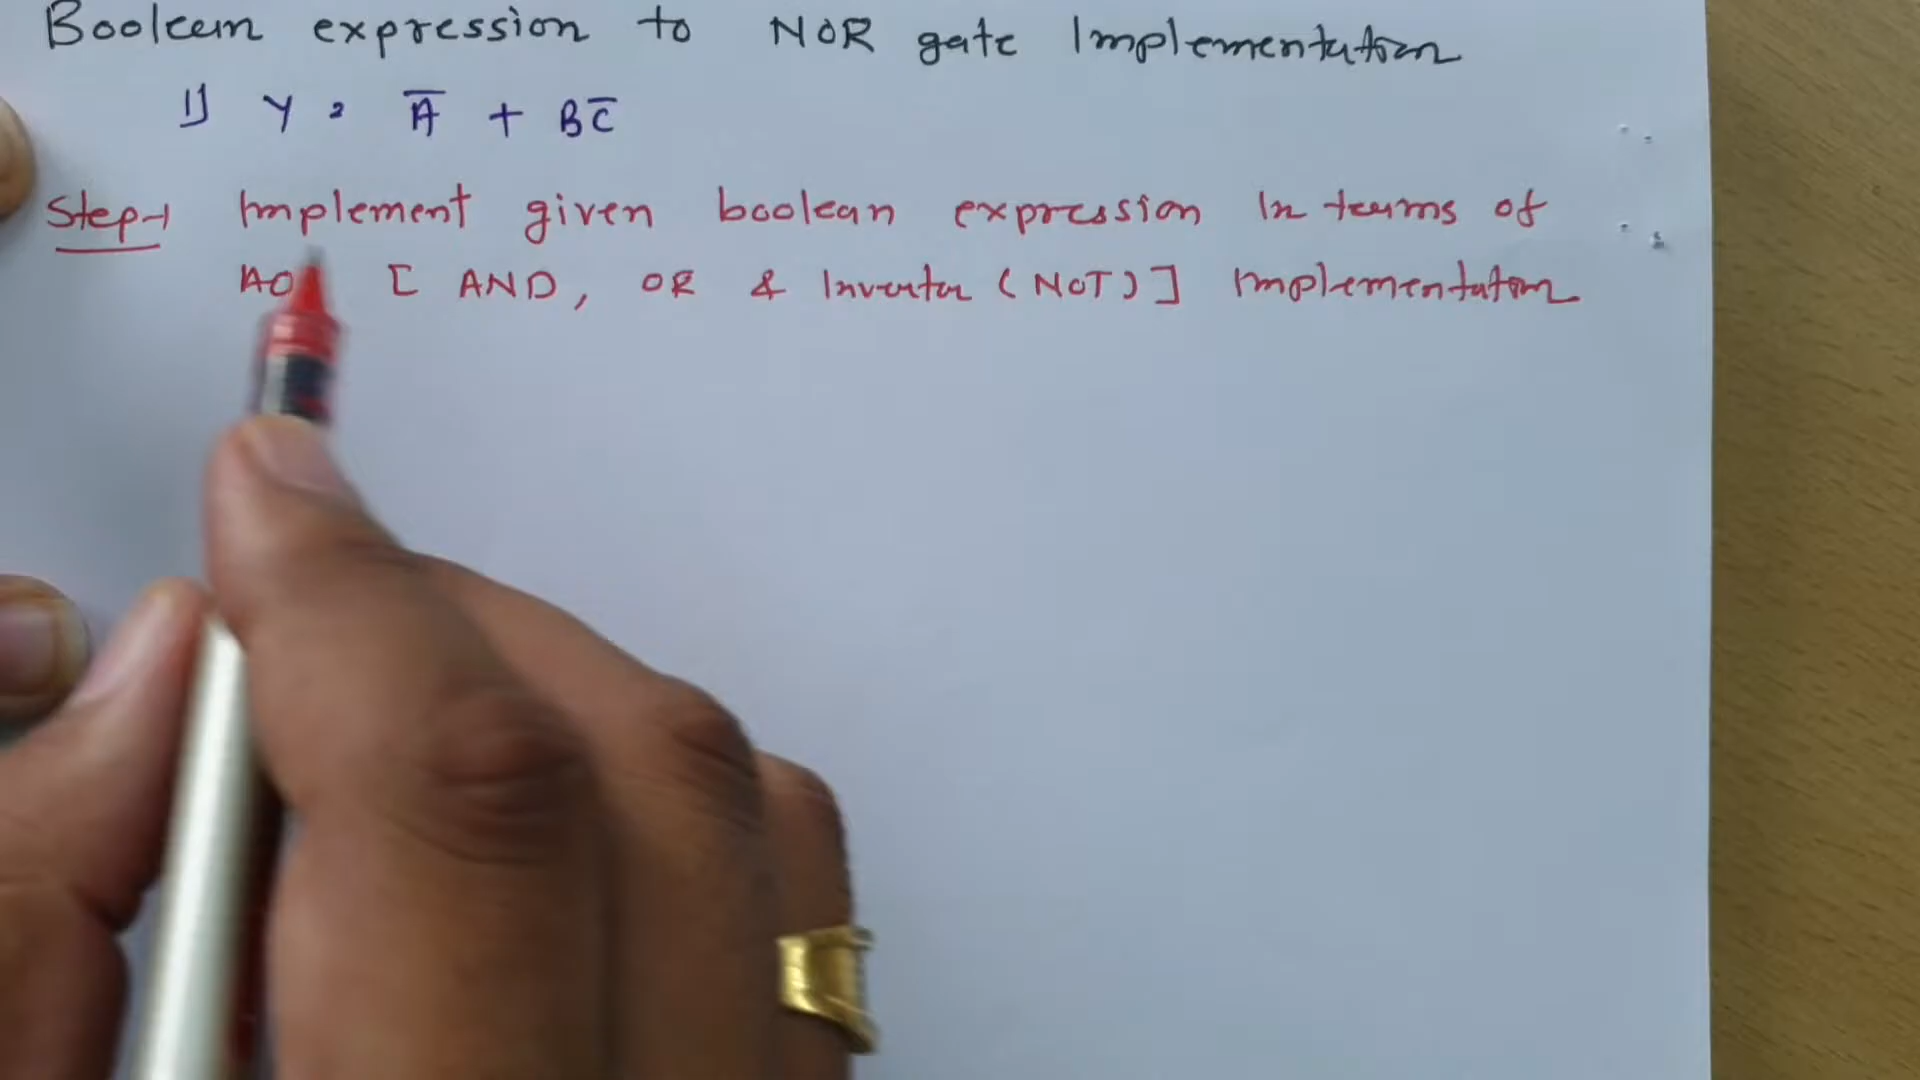 Boolean expression to NOR gate Implementation
1] Y = A̅ + BC̅
Step-1 Implement given boolean expression In terms of
AO [ AND, OR & Inverter (NOT) ] Implementation